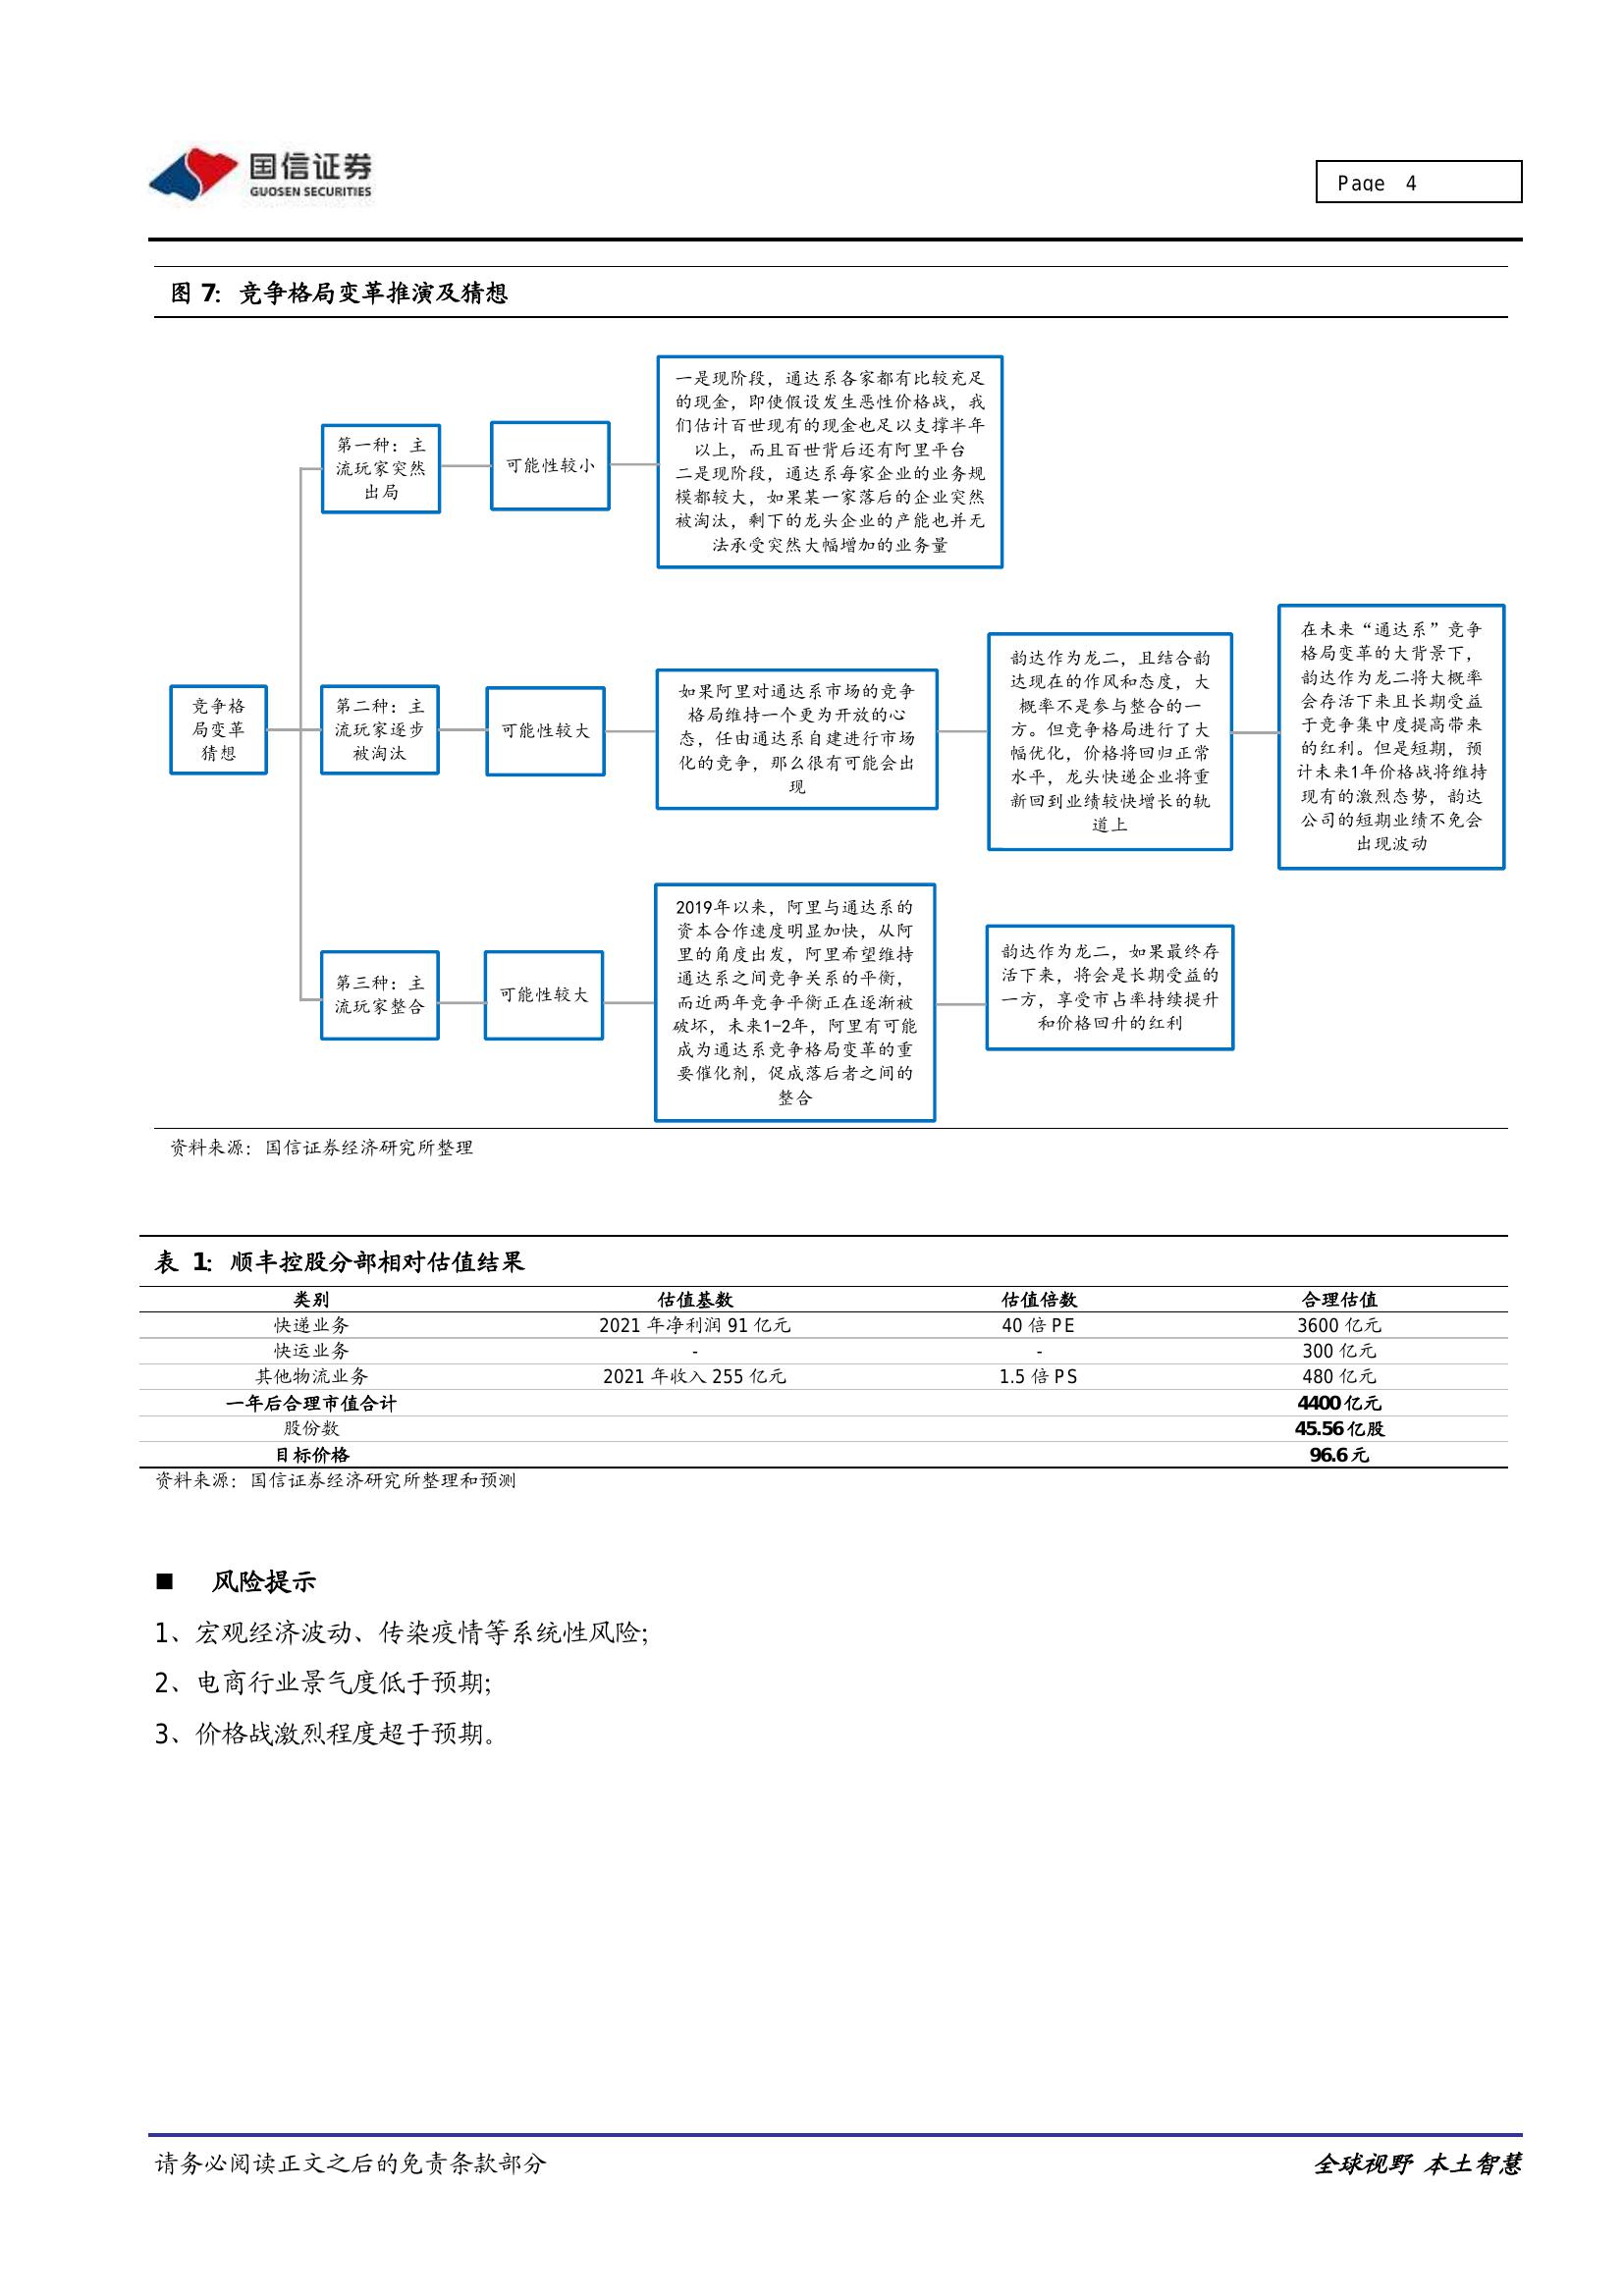 国信证券
GUOSEN SECURITIES
Page 4
图 7：竞争格局变革推演及猜想
竞争格
局变革
猜想
第一种：主
流玩家突然
出局
可能性较小
一是现阶段，通达系各家都有比较充足
的现金，即使假设发生恶性价格战，我
们估计百世现有的现金也足以支撑半年
以上，而且百世背后还有阿里平台
二是现阶段，通达系每家企业的业务规
模都较大，如果某一家落后的企业突然
被淘汰，剩下的龙头企业的产能也并无
法承受突然大幅增加的业务量
第二种：主
流玩家逐步
被淘汰
可能性较大
如果阿里对通达系市场的竞争
格局维持一个更为开放的心
态，任由通达系自建进行市场
化的竞争，那么很有可能会出
现
韵达作为龙二，且结合韵
达现在的作风和态度，大
概率不是参与整合的一
方。但竞争格局进行了大
幅优化，价格将回归正常
水平，龙头快递企业将重
新回到业绩较快增长的轨
道上
在未来“通达系”竞争
格局变革的大背景下，
韵达作为龙二将大概率
会存活下来且长期受益
于竞争集中度提高带来
的红利。但是短期，预
计未来1年价格战将维持
现有的激烈态势，韵达
公司的短期业绩不免会
出现波动
第三种：主
流玩家整合
可能性较大
2019年以来，阿里与通达系的
资本合作速度明显加快，从阿
里的角度出发，阿里希望维持
通达系之间竞争关系的平衡，
而近两年竞争平衡正在逐渐被
破坏，未来1-2年，阿里有可能
成为通达系竞争格局变革的重
要催化剂，促成落后者之间的
整合
韵达作为龙二，如果最终存
活下来，将会是长期受益的
一方，享受市占率持续提升
和价格回升的红利
资料来源：国信证券经济研究所整理
表 1：顺丰控股分部相对估值结果
类别 估值基数 估值倍数 合理估值
快递业务 2021 年净利润 91 亿元 40 倍 PE 3600 亿元
快运业务 - - 300 亿元
其他物流业务 2021 年收入 255 亿元 1.5 倍 PS 480 亿元
一年后合理市值合计 4400 亿元
股份数 45.56 亿股
目标价格 96.6 元
资料来源：国信证券经济研究所整理和预测
■ 风险提示
1、宏观经济波动、传染疫情等系统性风险；
2、电商行业景气度低于预期；
3、价格战激烈程度超于预期。
请务必阅读正文之后的免责条款部分
全球视野 本土智慧